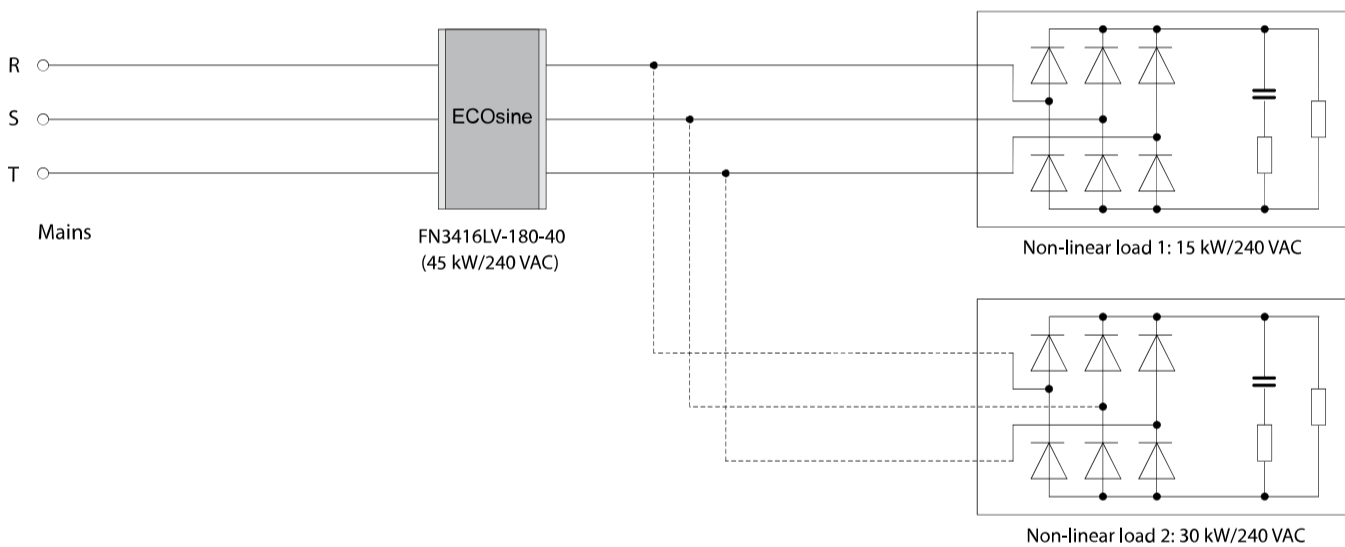 R
S
T
Mains
ECOsine
FN3416LV-180-40
(45 kW/240 VAC)
Non-linear load 1: 15 kW/240 VAC
Non-linear load 2: 30 kW/240 VAC